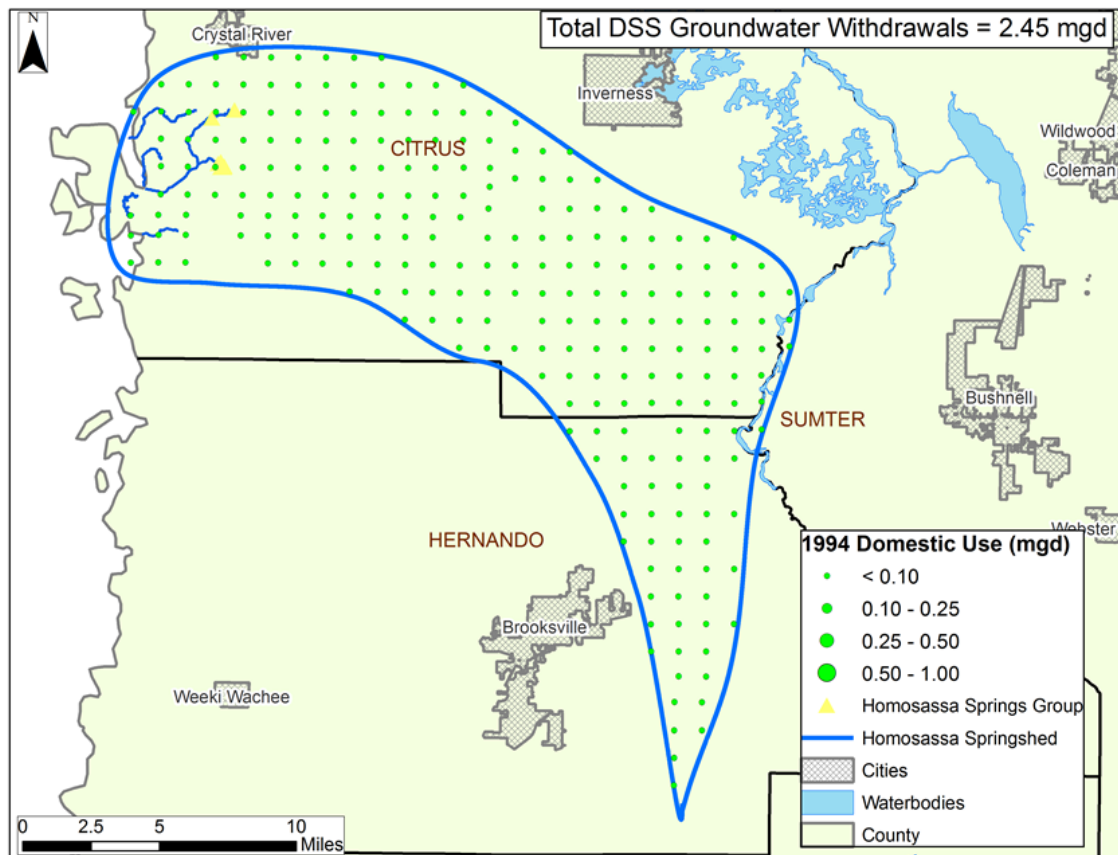 Total DSS Groundwater Withdrawals = 2.45 mgd
N
Crystal River
Inverness
Wildwood
Coleman
CITRUS
Bushnell
SUMTER
Webster
HERNANDO
Brooksville
Weeki Wachee
1994 Domestic Use (mgd)
< 0.10
0.10 - 0.25
0.25 - 0.50
0.50 - 1.00
Homosassa Springs Group
Homosassa Springshed
Cities
Waterbodies
County
0 2.5 5 10
Miles